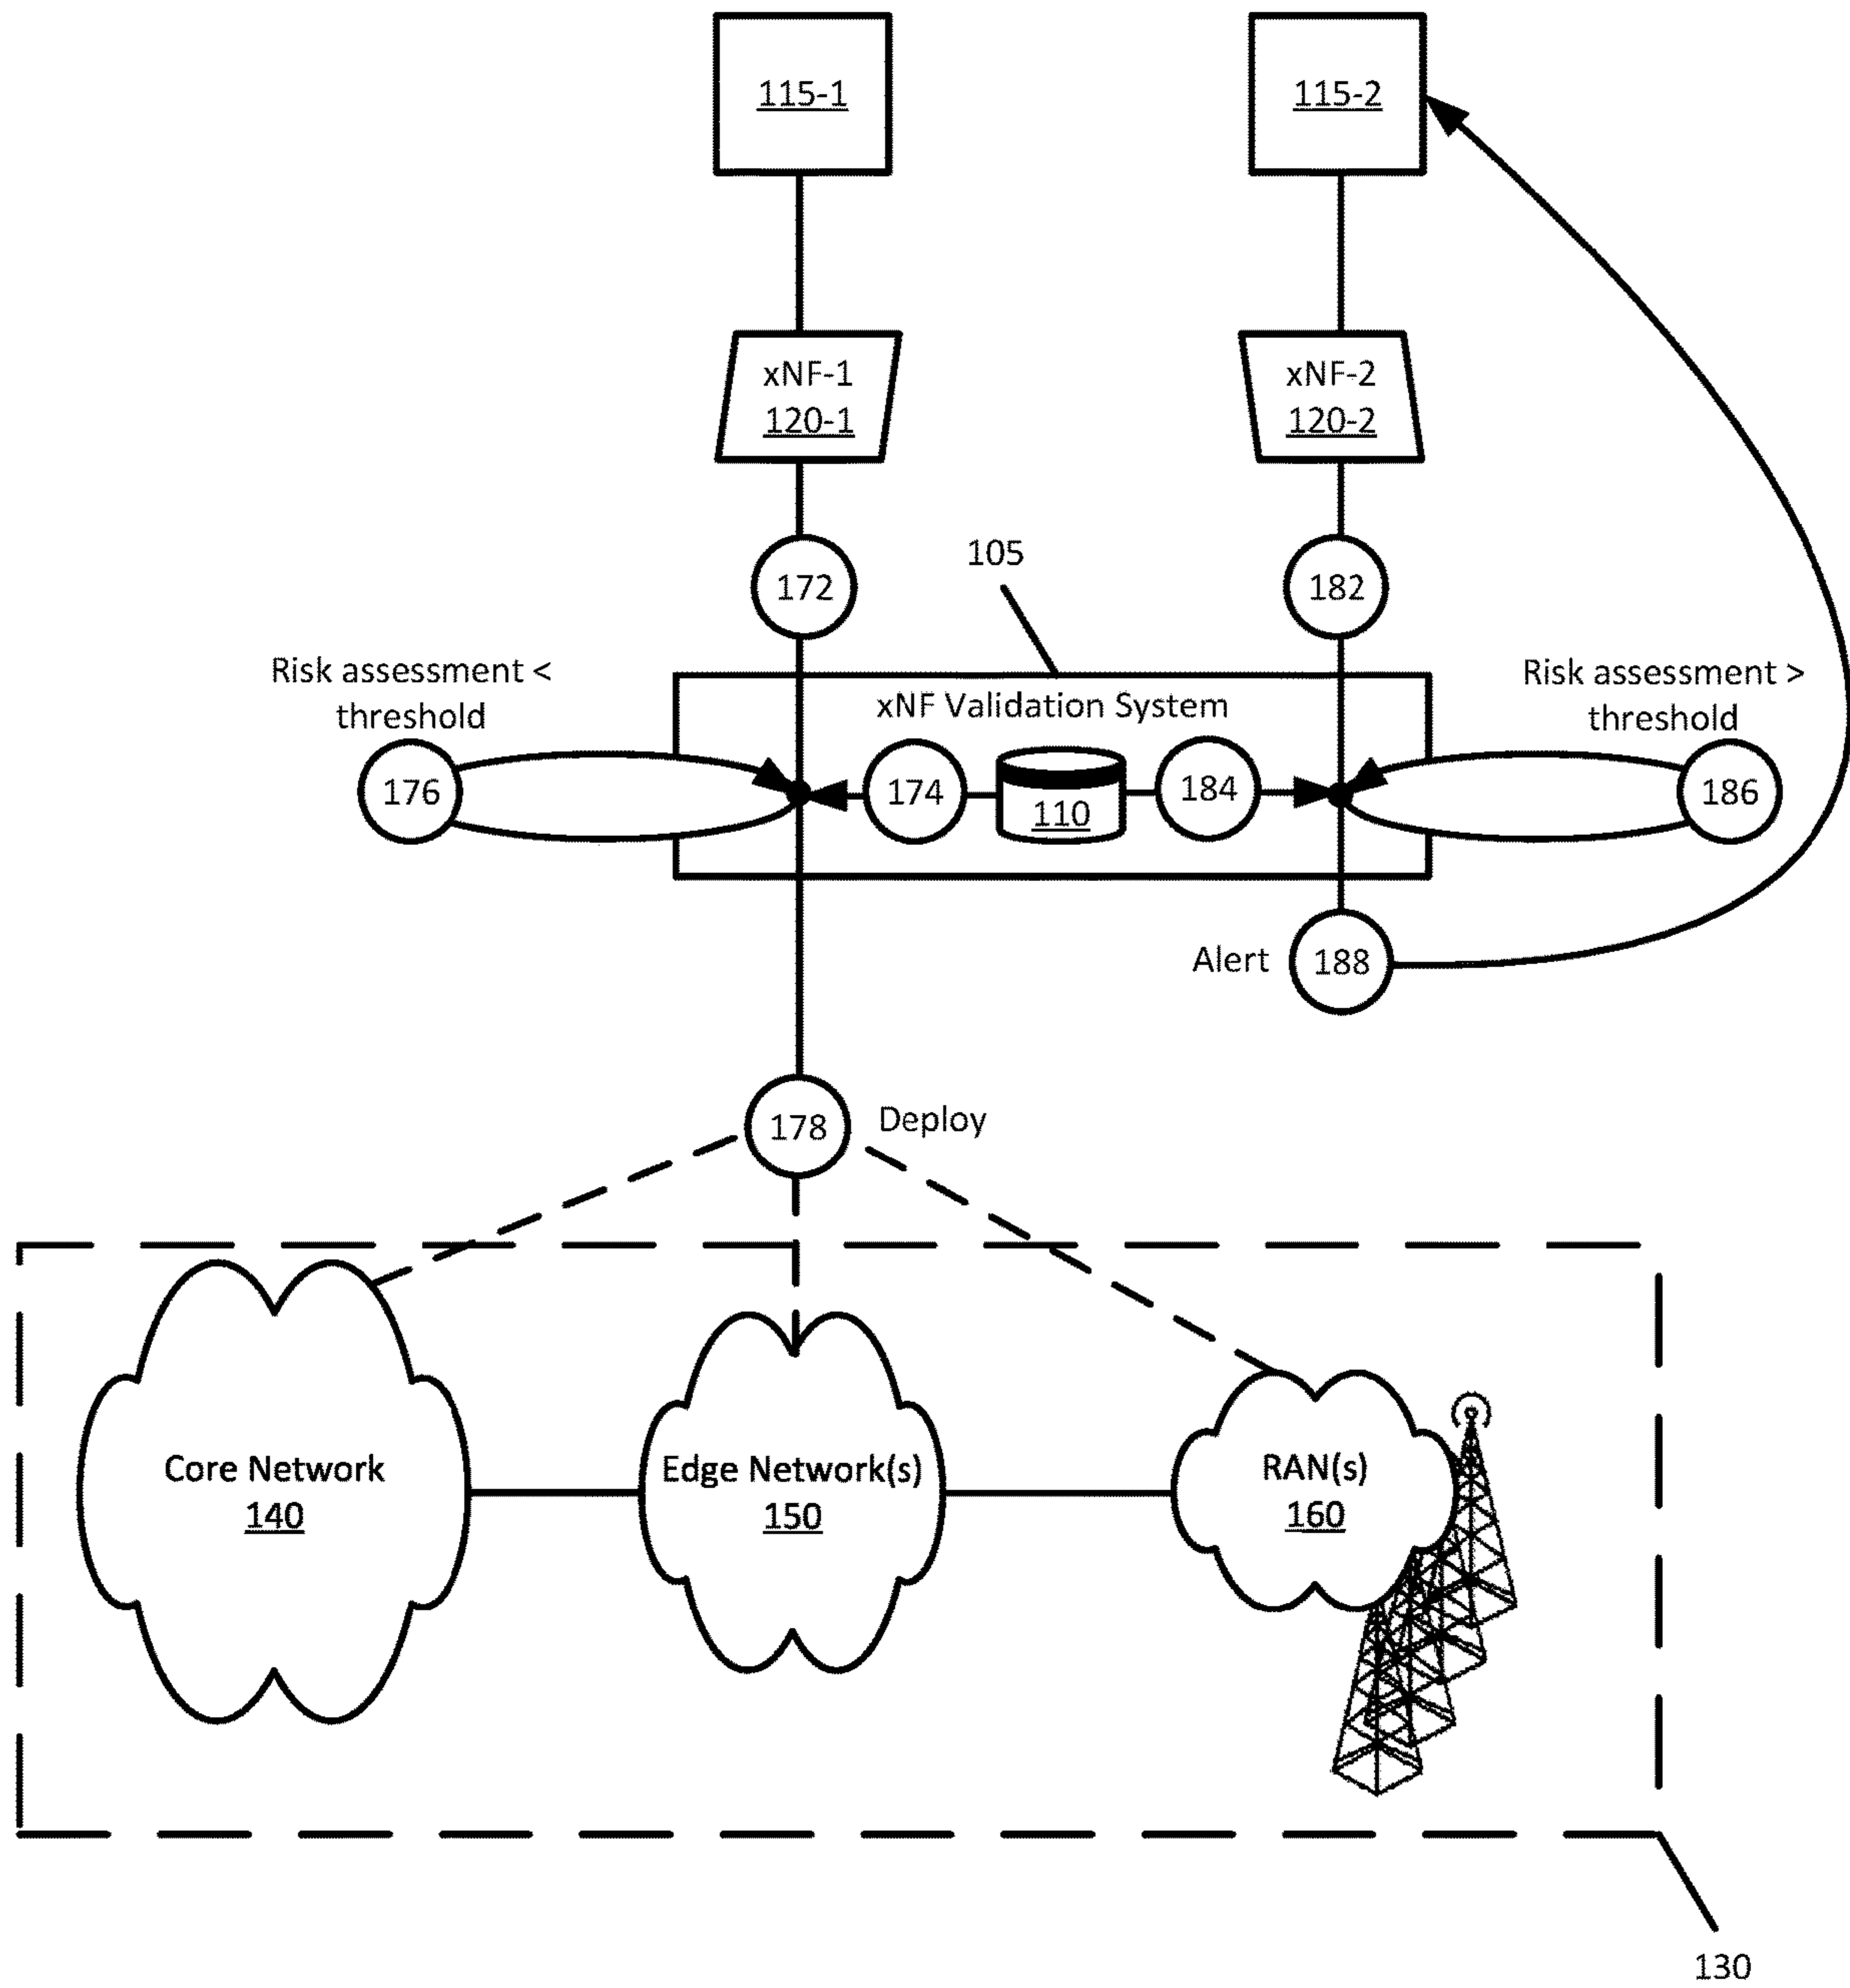 115-1
115-2
xNF-1
120-1
xNF-2
120-2
105
172
182
Risk assessment <
threshold
xNF Validation System
Risk assessment >
threshold
176
174
110
184
186
Alert
188
178
Deploy
Core Network
140
Edge Network(s)
150
RAN(s)
160
130